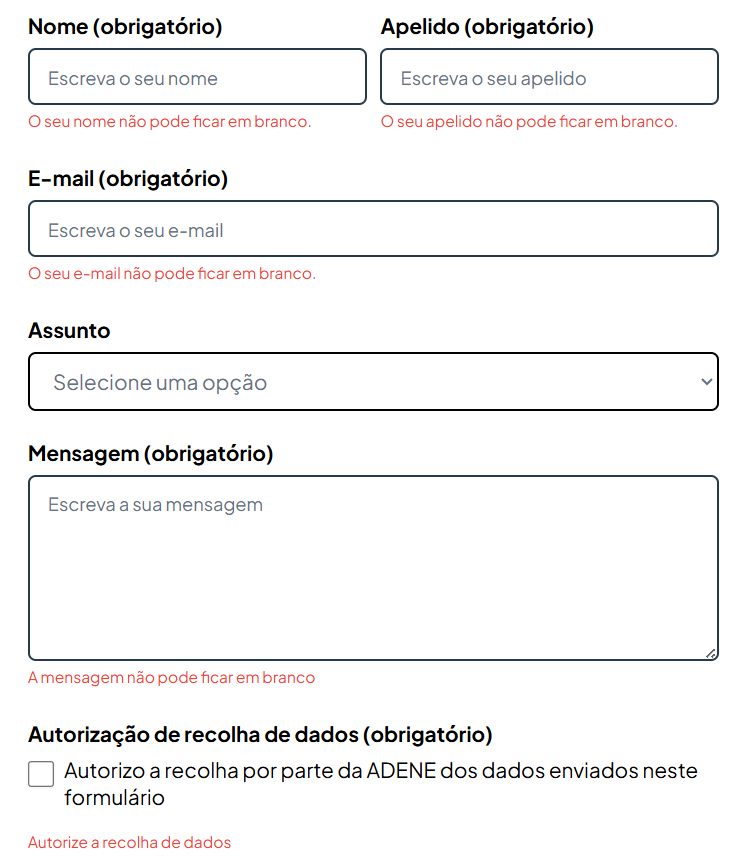 Nome (obrigatório)
Apelido (obrigatório)
Escreva o seu nome
Escreva o seu apelido
O seu nome não pode ficar em branco.
O seu apelido não pode ficar em branco.
E-mail (obrigatório)
Escreva o seu e-mail
O seu e-mail não pode ficar em branco.
Assunto
Selecione uma opção
Mensagem (obrigatório)
Escreva a sua mensagem
A mensagem não pode ficar em branco
Autorização de recolha de dados (obrigatório)
Autorizo a recolha por parte da ADENE dos dados enviados neste
formulário
Autorize a recolha de dados